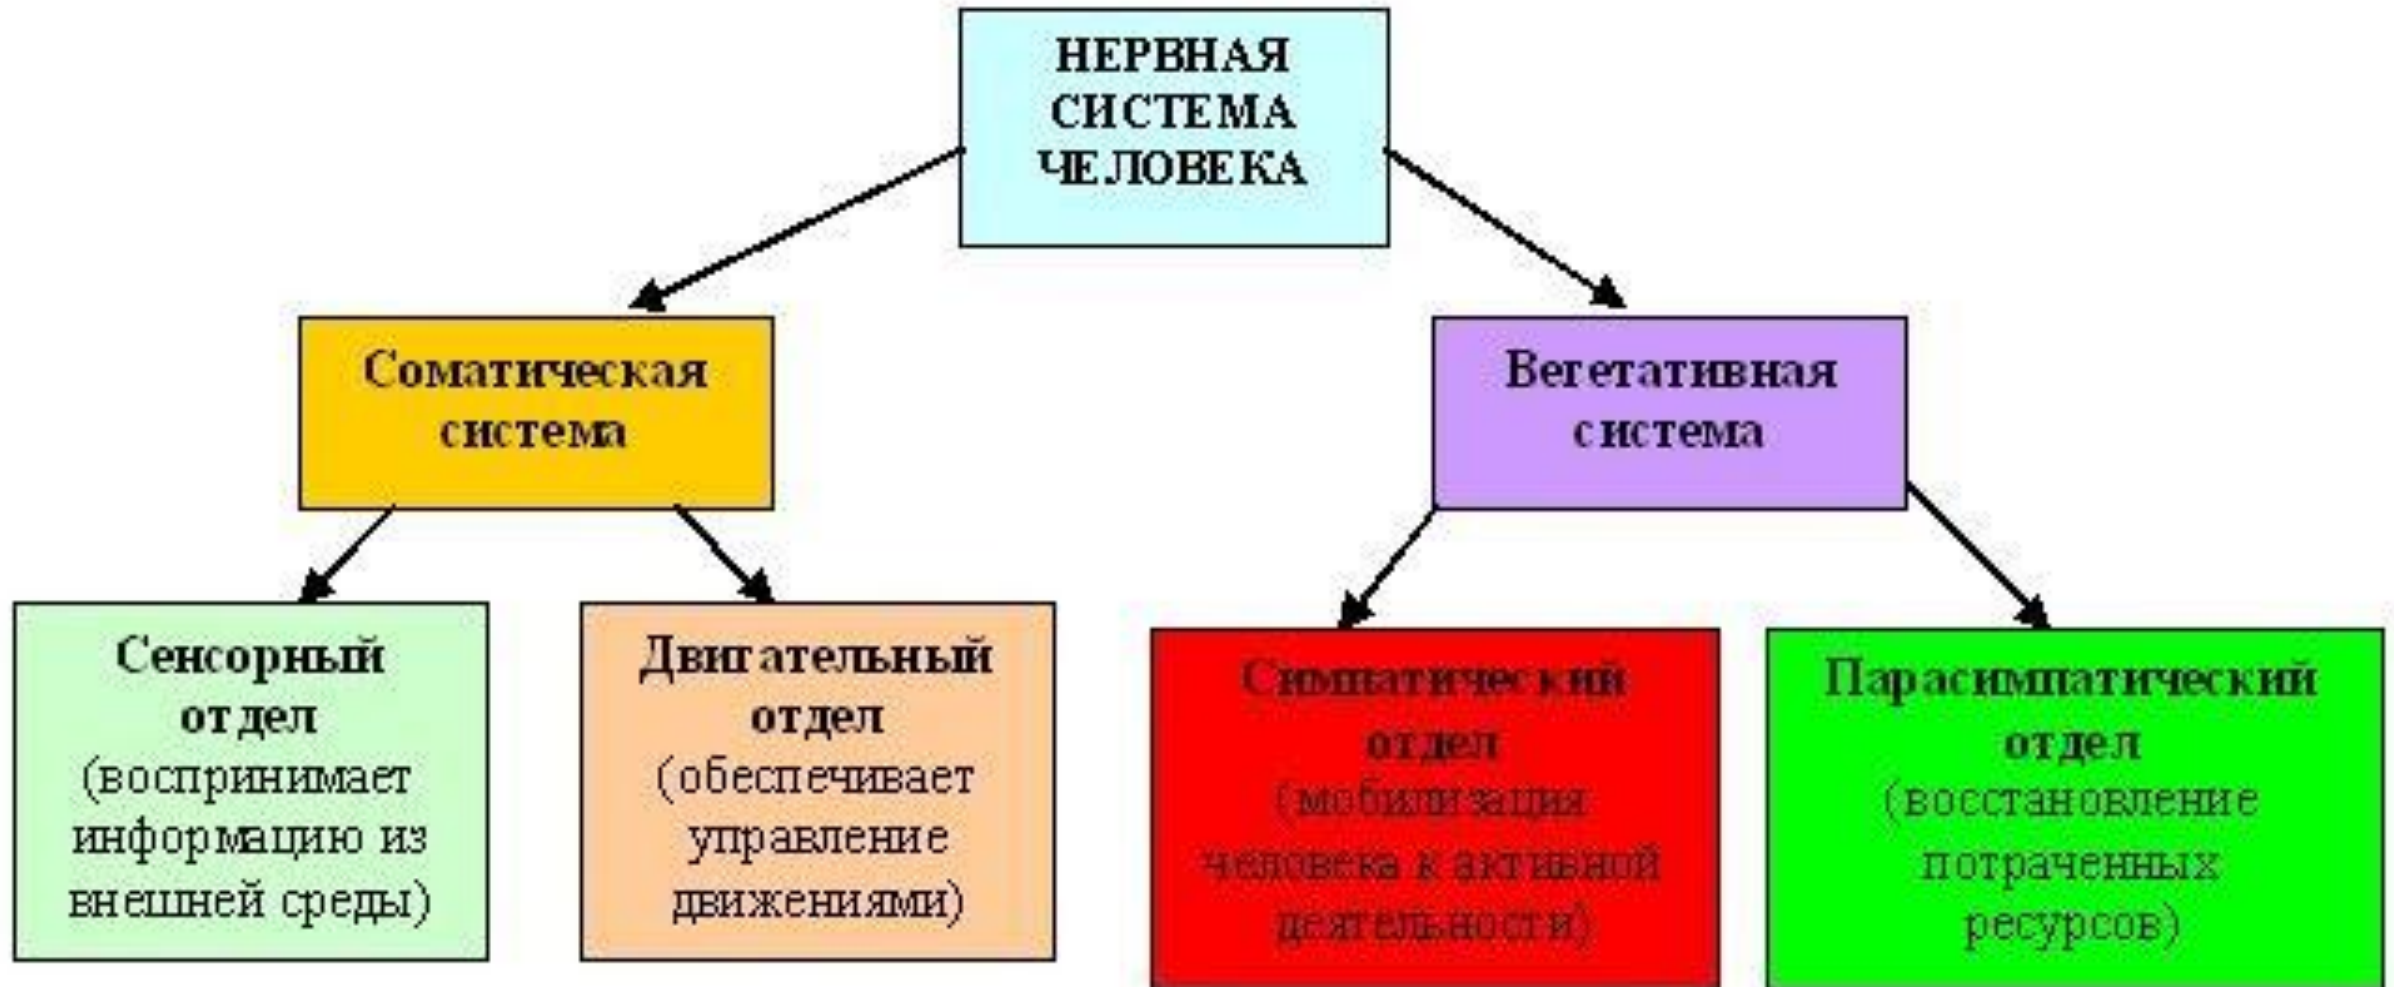 НЕРВНАЯ
СИСТЕМА
ЧЕЛОВЕКА
Соматическая
система
Вегетативная
система
Сенсорный
отдел
(воспринимает
информацию из
внешней среды)
Двигательный
отдел
(обеспечивает
управление
движениями)
Симпатический
отдел
(мобилизация
человека к активной
деятельности)
Парасимпатический
отдел
(восстановление
потраченных
ресурсов)